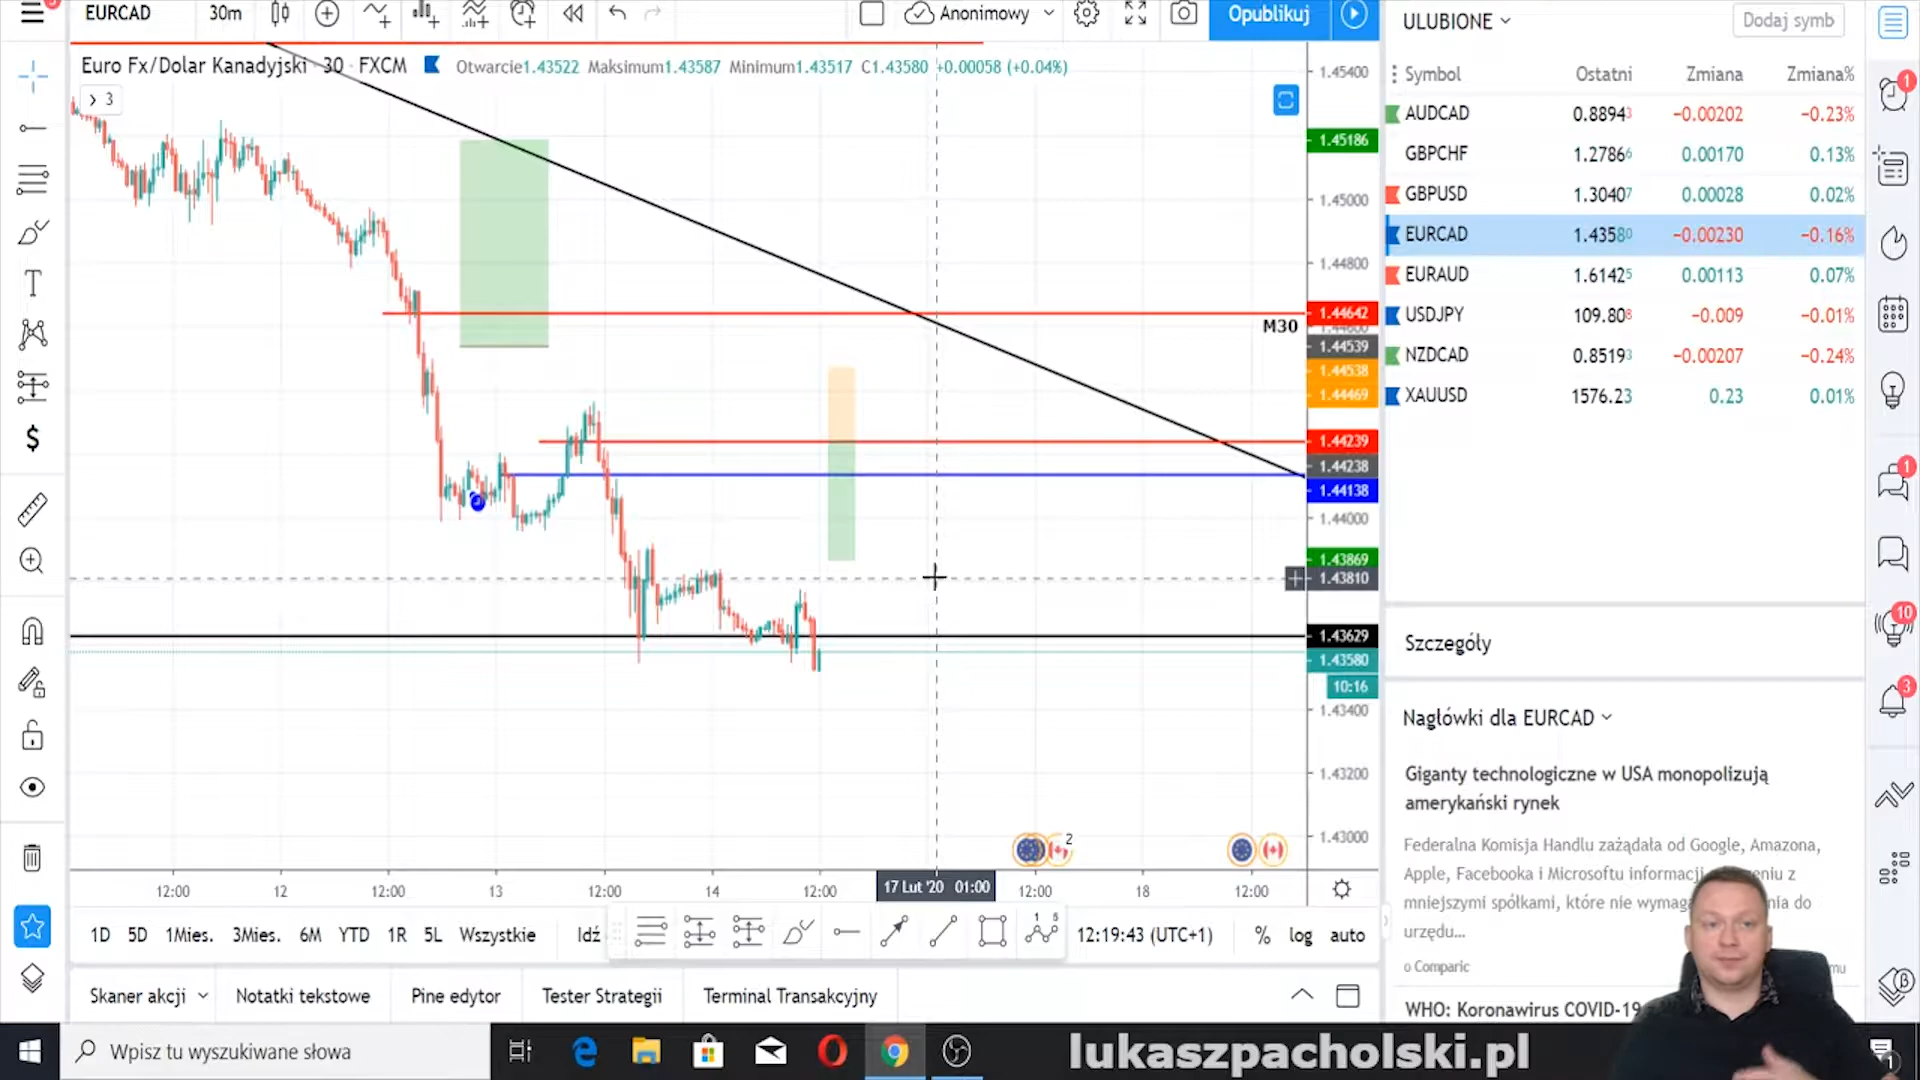 EURCAD
30m
Anonimowy
Opublikuj
ULUBIONE
Dodaj symb
Euro Fx/Dolar Kanadyjski · 30 · FXCM Otwarcie1.43522 Maksimum1.43587 Minimum1.43517 C1.43580 +0.00058 (+0.04%)
3
Symbol Ostatni Zmiana Zmiana%
AUDCAD 0.88943 −0.00202 −0.23%
GBPCHF 1.27866 0.00170 0.13%
GBPUSD 1.30407 0.00028 0.02%
EURCAD 1.43580 −0.00230 −0.16%
EURAUD 1.61425 0.00113 0.07%
USDJPY 109.808 −0.009 −0.01%
NZDCAD 0.85193 −0.00207 −0.24%
XAUUSD 1576.23 0.23 0.01%
1.45400
1.45186
1.45000
1.44800
1.44642
M30
1.44600
1.44539
1.44538
1.44469
1.44239
1.44238
1.44138
1.44000
1.43869
1.43810
1.43629
1.43580
10:16
1.43400
1.43200
1.43000
2
12:00 12 12:00 13 12:00 14 12:00 17 Lut '20 01:00 12:00 18 12:00
1D 5D 1Mies. 3Mies. 6M YTD 1R 5L Wszystkie Idź
1 5
12:19:43 (UTC+1) % log auto
Skaner akcji Notatki tekstowe Pine edytor Tester Strategii Terminal Transakcyjny
Szczegóły
Nagłówki dla EURCAD
Giganty technologiczne w USA monopolizują
amerykański rynek
Federalna Komisja Handlu zażądała od Google, Amazona,
Apple, Facebooka i Microsoftu informacji
mniejszymi spółkami, które nie
urzędu...
o Comparic
WHO: Koronawirus COVID-19
1
1
10
3
Wpisz tu wyszukiwane słowa
lukaszpacholski.pl
1